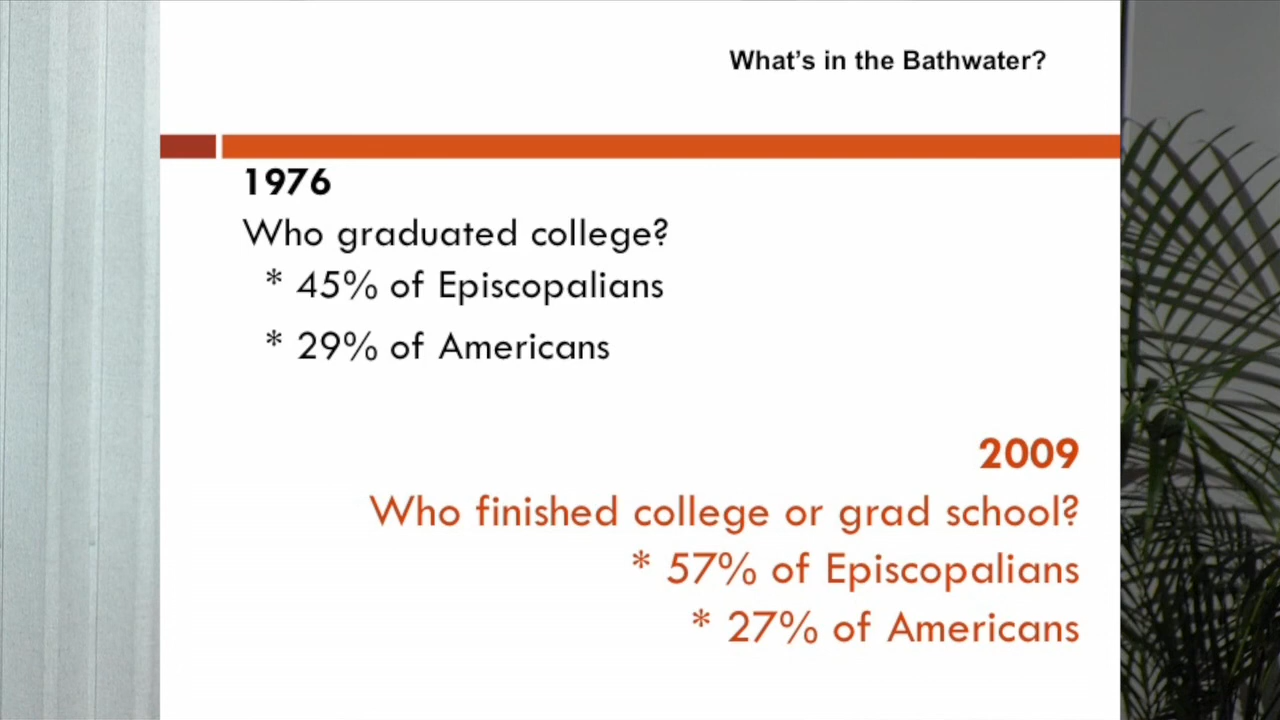 What's in the Bathwater?
1976
Who graduated college?
* 45% of Episcopalians
* 29% of Americans
2009
Who finished college or grad school?
* 57% of Episcopalians
* 27% of Americans